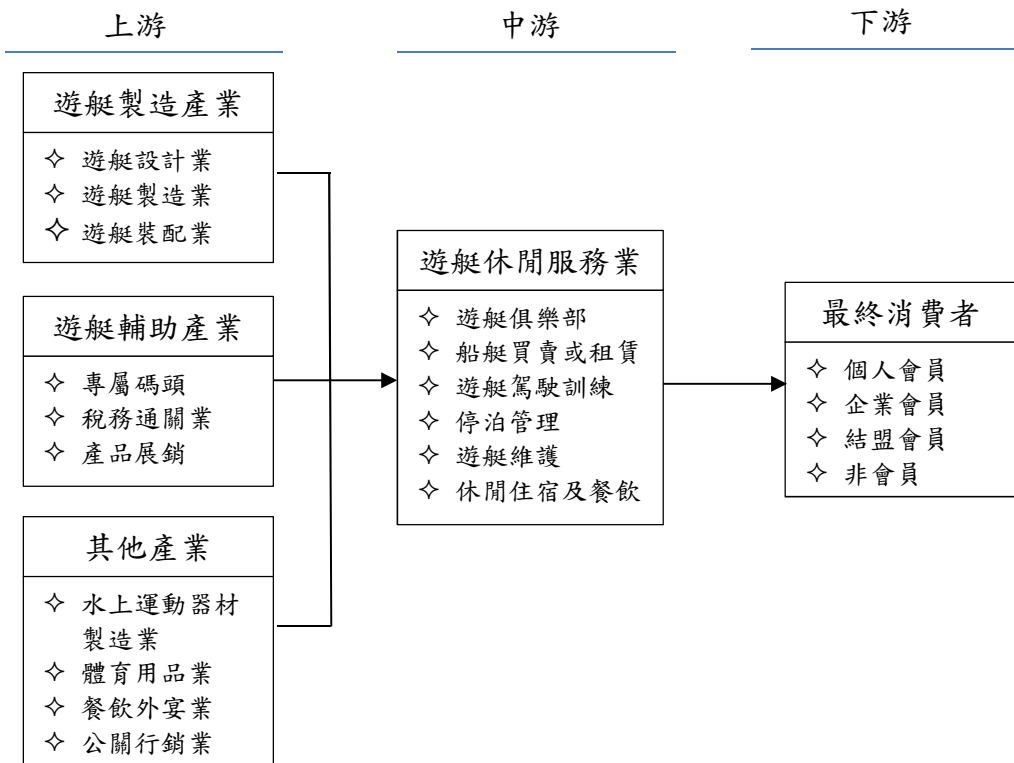 上游
中游
下游
遊艇製造產業
✧ 遊艇設計業
✧ 遊艇製造業
✧ 遊艇裝配業
遊艇輔助產業
✧ 專屬碼頭
✧ 稅務通關業
✧ 產品展銷
其他產業
✧ 水上運動器材
製造業
✧ 體育用品業
✧ 餐飲外宴業
✧ 公關行銷業
遊艇休閒服務業
✧ 遊艇俱樂部
✧ 船艇買賣或租賃
✧ 遊艇駕駛訓練
✧ 停泊管理
✧ 遊艇維護
✧ 休閒住宿及餐飲
最終消費者
✧ 個人會員
✧ 企業會員
✧ 結盟會員
✧ 非會員